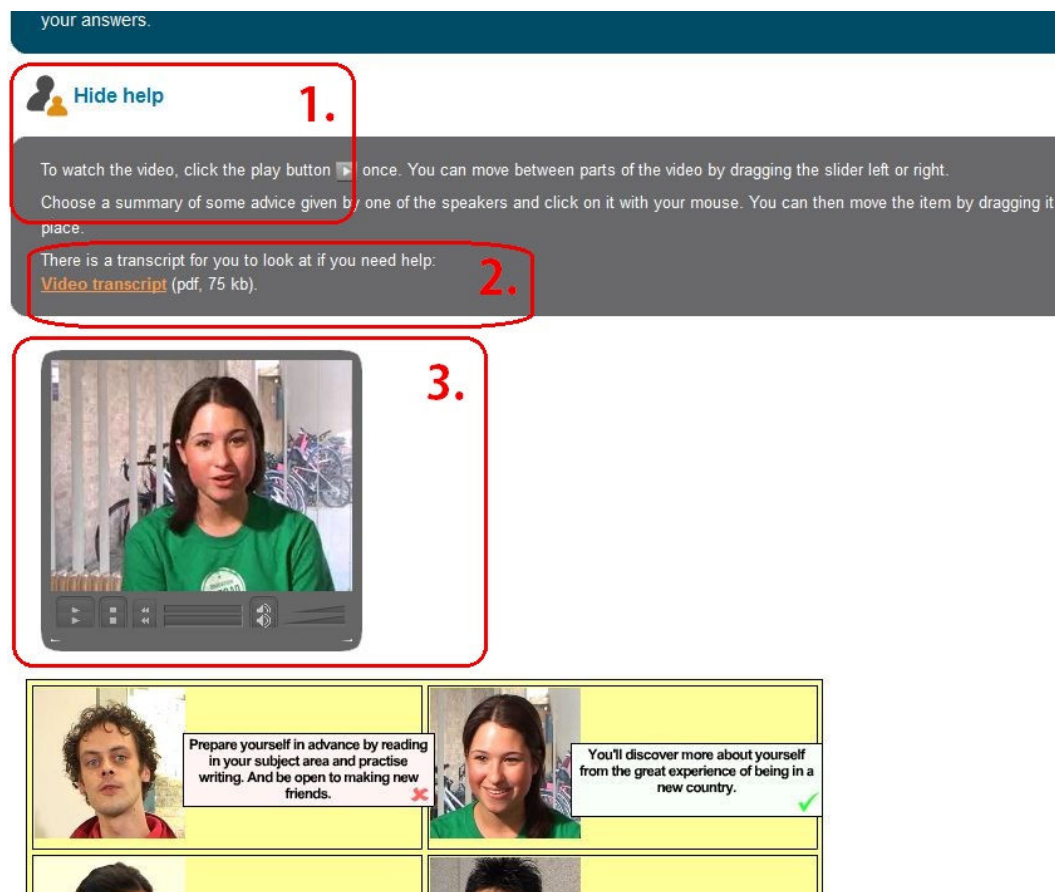 your answers.
Hide help
1.
To watch the video, click the play button once. You can move between parts of the video by dragging the slider left or right.
Choose a summary of some advice given by one of the speakers and click on it with your mouse. You can then move the item by dragging it
place.
There is a transcript for you to look at if you need help:
Video transcript (pdf, 75 kb).
2.
3.
Prepare yourself in advance by reading
in your subject area and practise
writing. And be open to making new
friends.
You'll discover more about yourself
from the great experience of being in a
new country.